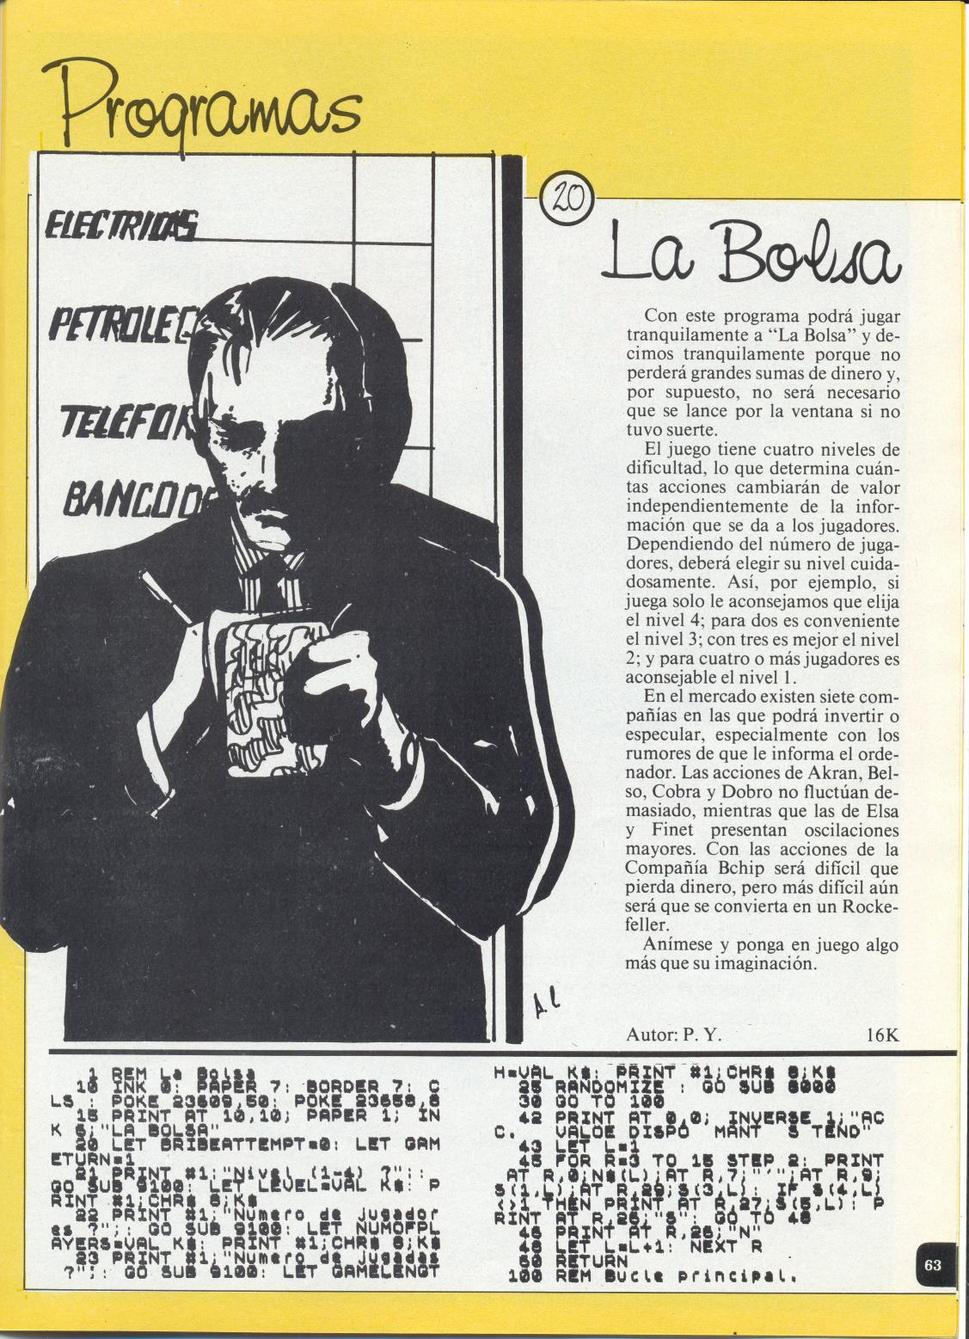 Programas
ELECTRICAS
PETROLEO
TELEFON
BANCO DE
20
La Bolsa
Con este programa podrá jugar
tranquilamente a “La Bolsa” y de-
cimos tranquilamente porque no
perderá grandes sumas de dinero y,
por supuesto, no será necesario
que se lance por la ventana si no
tuvo suerte.
El juego tiene cuatro niveles de
dificultad, lo que determina cuán-
tas acciones cambiarán de valor
independientemente de la infor-
mación que se da a los jugadores.
Dependiendo del número de juga-
dores, deberá elegir su nivel cuida-
dosamente. Así, por ejemplo, si
juega solo le aconsejamos que elija
el nivel 4; para dos es conveniente
el nivel 3; con tres es mejor el nivel
2; y para cuatro o más jugadores es
aconsejable el nivel 1.
En el mercado existen siete com-
pañías en las que podrá invertir o
especular, especialmente con los
rumores de que le informa el orde-
nador. Las acciones de Akran, Bel-
so, Cobra y Dobro no fluctúan de-
masiado, mientras que las de Elsa
y Finet presentan oscilaciones
mayores. Con las acciones de la
Compañía Bchip será difícil que
pierda dinero, pero más difícil aún
será que se convierta en un Rocke-
feller.
Anímese y ponga en juego algo
más que su imaginación.
A.L
Autor: P. Y. 16K
1 REM La Bolsa
10 INK 0: PAPER 7: BORDER 7: C
LS : POKE 23609,50: POKE 23658,8
15 PRINT AT 10,10; PAPER 1; IN
K 6;"LA BOLSA"
20 LET BRIBEATTEMPT=0: LET GAM
ETURN=1
21 PRINT #1;"Nivel (1-4) ?";:
GO SUB 9100: LET LEVEL=VAL K$: P
RINT #1;CHR$ 8;K$
22 PRINT #1;"Numero de jugador
es ?";: GO SUB 9100: LET NUMOFPL
AYERS=VAL K$: PRINT #1;CHR$ 8;K$
23 PRINT #1;"Numero de jugadas
?";: GO SUB 9100: LET GAMELENGT
H=VAL K$: PRINT #1;CHR$ 8;K$
25 RANDOMIZE : GO SUB 8000
30 GO TO 100
42 PRINT AT 0,0; INVERSE 1;"AC
C. VALOE DISPO MANT S TEND"
43 LET L=1
45 FOR R=3 TO 15 STEP 2: PRINT
AT R,0;N$(L);AT R,7;"'";AT R,9;
S(1,L);AT R,29;S(3,L): IF S(4,L)
<>1 THEN PRINT AT R,27;S(5,L): P
RINT AT R,25;"S": GO TO 48
46 PRINT AT R,25;"N"
48 LET L=L+1: NEXT R
50 RETURN
100 REM Bucle principal.
63